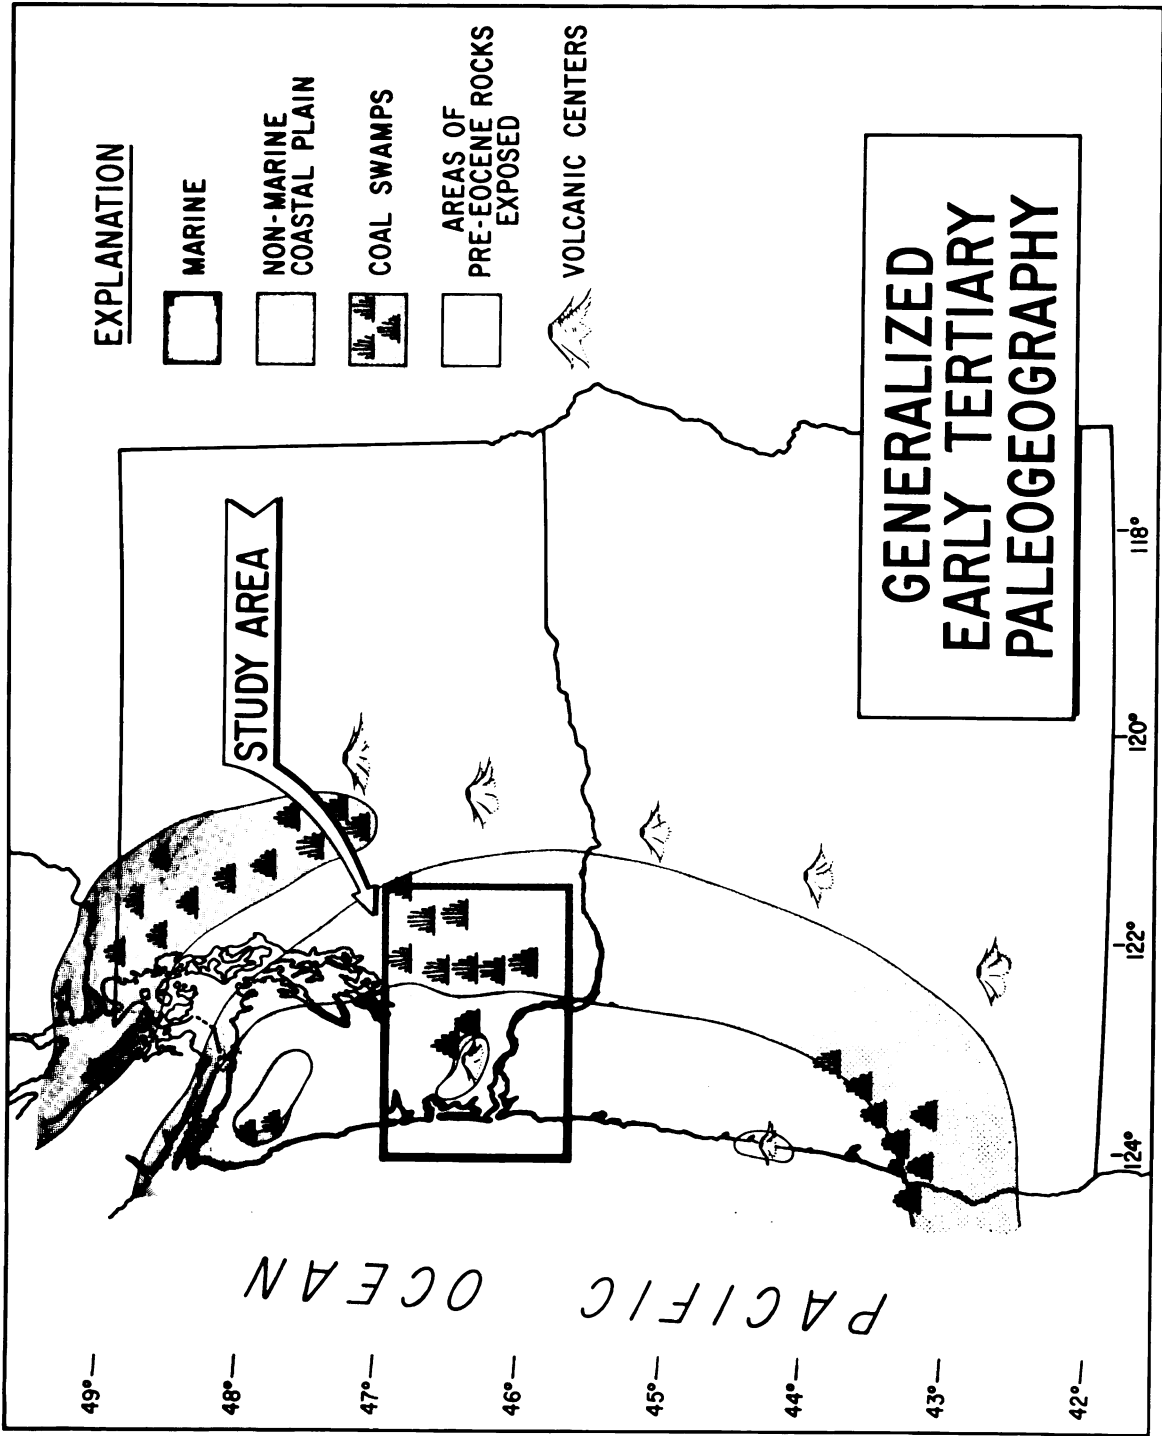 EXPLANATION
MARINE
NON-MARINE
COASTAL PLAIN
COAL SWAMPS
AREAS OF
PRE-EOCENE ROCKS
EXPOSED
VOLCANIC CENTERS
STUDY AREA
GENERALIZED
EARLY TERTIARY
PALEOGEOGRAPHY
PACIFIC OCEAN
49°
48°
47°
46°
45°
44°
43°
42°
124°
122°
120°
118°